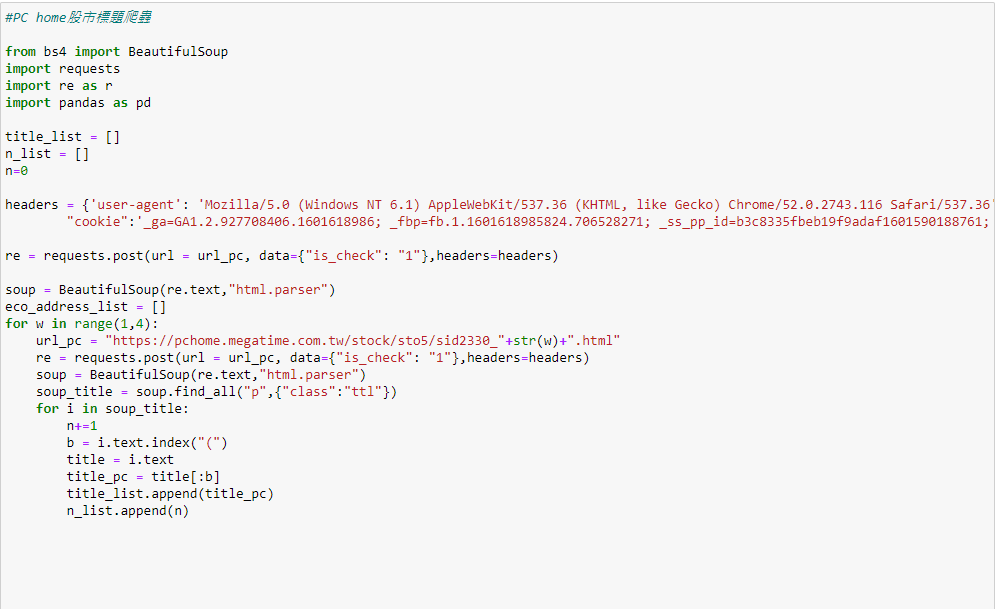 #PC home股市標題爬蟲
from bs4 import BeautifulSoup
import requests
import re as r
import pandas as pd
title_list = []
n_list = []
n=0
headers = {'user-agent': 'Mozilla/5.0 (Windows NT 6.1) AppleWebKit/537.36 (KHTML, like Gecko) Chrome/52.0.2743.116 Safari/537.36'
"cookie":'_ga=GA1.2.927708406.1601618986; _fbp=fb.1.1601618985824.706528271; _ss_pp_id=b3c8335fbeb19f9adaf1601590188761;
re = requests.post(url = url_pc, data={"is_check": "1"},headers=headers)
soup = BeautifulSoup(re.text,"html.parser")
eco_address_list = []
for w in range(1,4):
url_pc = "https://pchome.megatime.com.tw/stock/sto5/sid2330_"+str(w)+".html"
re = requests.post(url = url_pc, data={"is_check": "1"},headers=headers)
soup = BeautifulSoup(re.text,"html.parser")
soup_title = soup.find_all("p",{"class":"ttl"})
for i in soup_title:
n+=1
b = i.text.index("(")
title = i.text
title_pc = title[:b]
title_list.append(title_pc)
n_list.append(n)